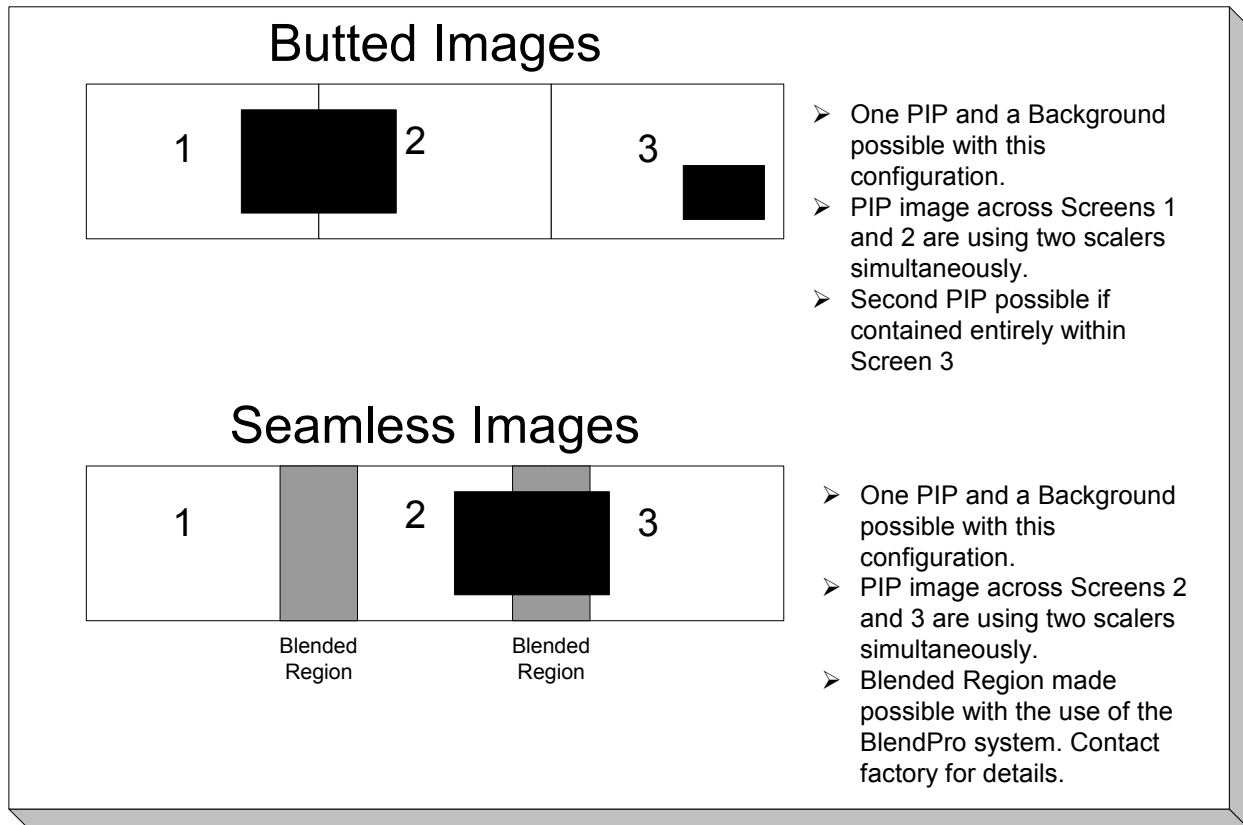 Butted Images
1
2
3
➢ One PIP and a Background
possible with this
configuration.
➢ PIP image across Screens 1
and 2 are using two scalers
simultaneously.
➢ Second PIP possible if
contained entirely within
Screen 3
Seamless Images
1
2
3
Blended
Region
Blended
Region
➢ One PIP and a Background
possible with this
configuration.
➢ PIP image across Screens 2
and 3 are using two scalers
simultaneously.
➢ Blended Region made
possible with the use of the
BlendPro system. Contact
factory for details.